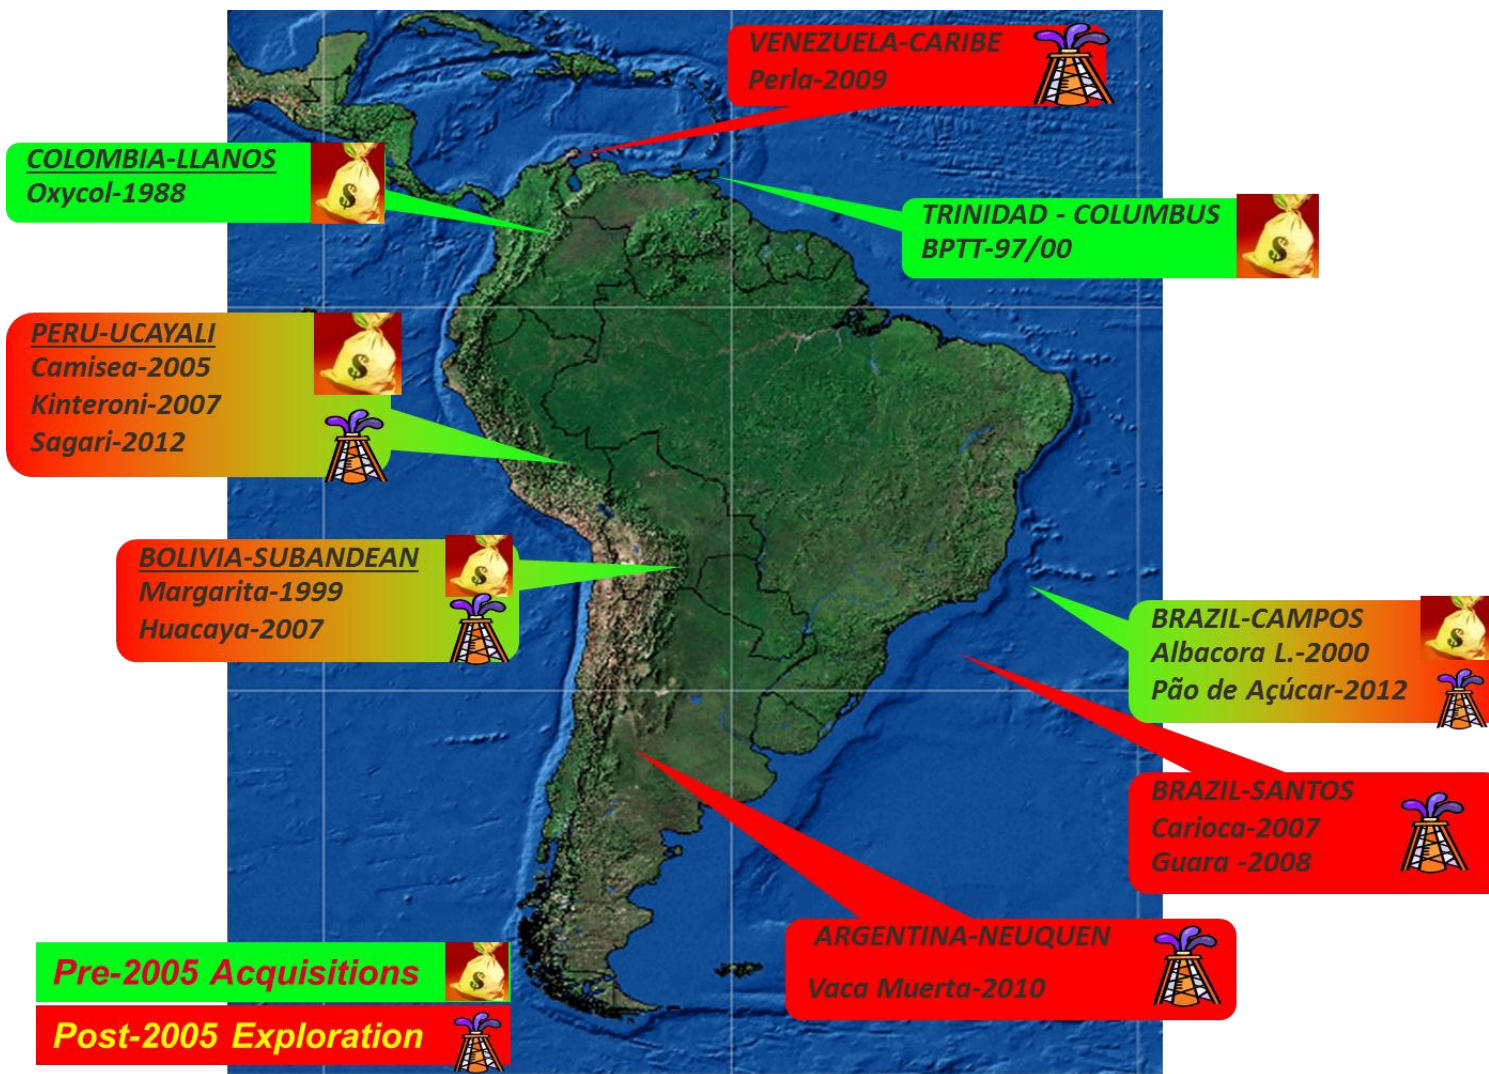 VENEZUELA-CARIBE
Perla-2009
COLOMBIA-LLANOS
Oxycol-1988
$
TRINIDAD - COLUMBUS
BPTT-97/00
$
PERU-UCAYALI
Camisea-2005
Kinteroni-2007
Sagari-2012
$
BOLIVIA-SUBANDEAN
Margarita-1999
Huacaya-2007
$
BRAZIL-CAMPOS
Albacora L.-2000
Pão de Açúcar-2012
$
BRAZIL-SANTOS
Carioca-2007
Guara -2008
ARGENTINA-NEUQUEN
Vaca Muerta-2010
Pre-2005 Acquisitions
$
Post-2005 Exploration